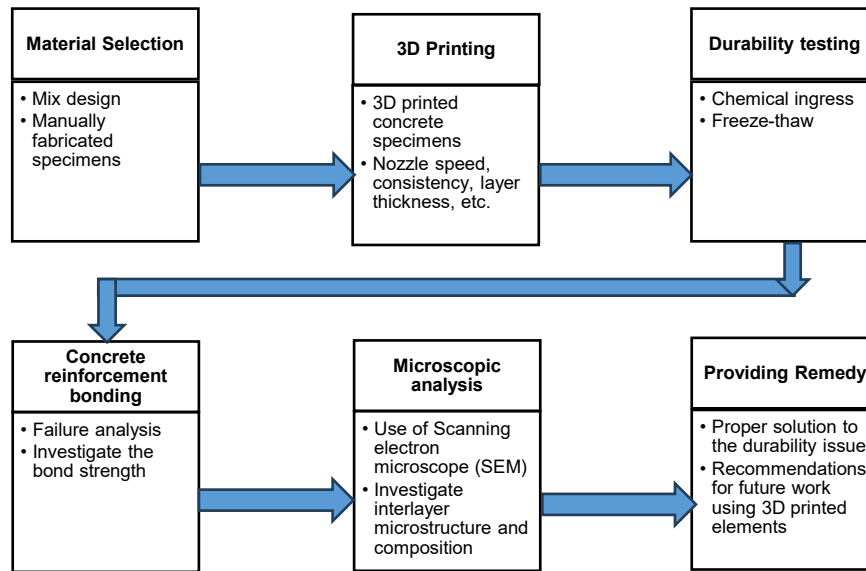 Material Selection
• Mix design
• Manually
fabricated
specimens
3D Printing
• 3D printed
concrete
specimens
• Nozzle speed,
consistency, layer
thickness, etc.
Durability testing
• Chemical ingress
• Freeze-thaw
Concrete
reinforcement
bonding
• Failure analysis
• Investigate the
bond strength
Microscopic
analysis
• Use of Scanning
electron
microscope (SEM)
• Investigate
interlayer
microstructure and
composition
Providing Remedy
• Proper solution to
the durability issue
• Recommendations
for future work
using 3D printed
elements